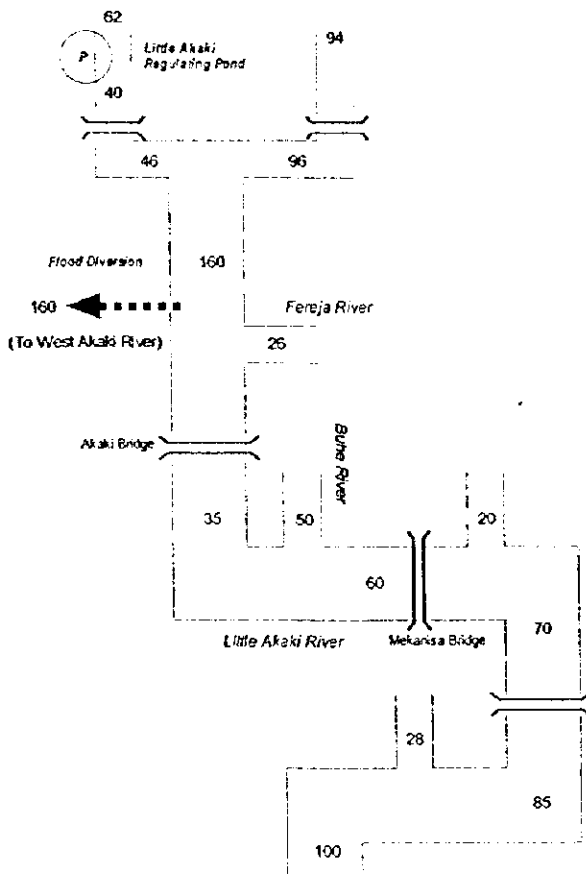 62
94
P
Little Akaki
Regulating Pond
40
46
96
Flood Diversion
160
160
Fereja River
(To West Akaki River)
26
Akaki Bridge
Buhe River
35
50
20
60
70
Little Akaki River
Mekanisa Bridge
28
85
100